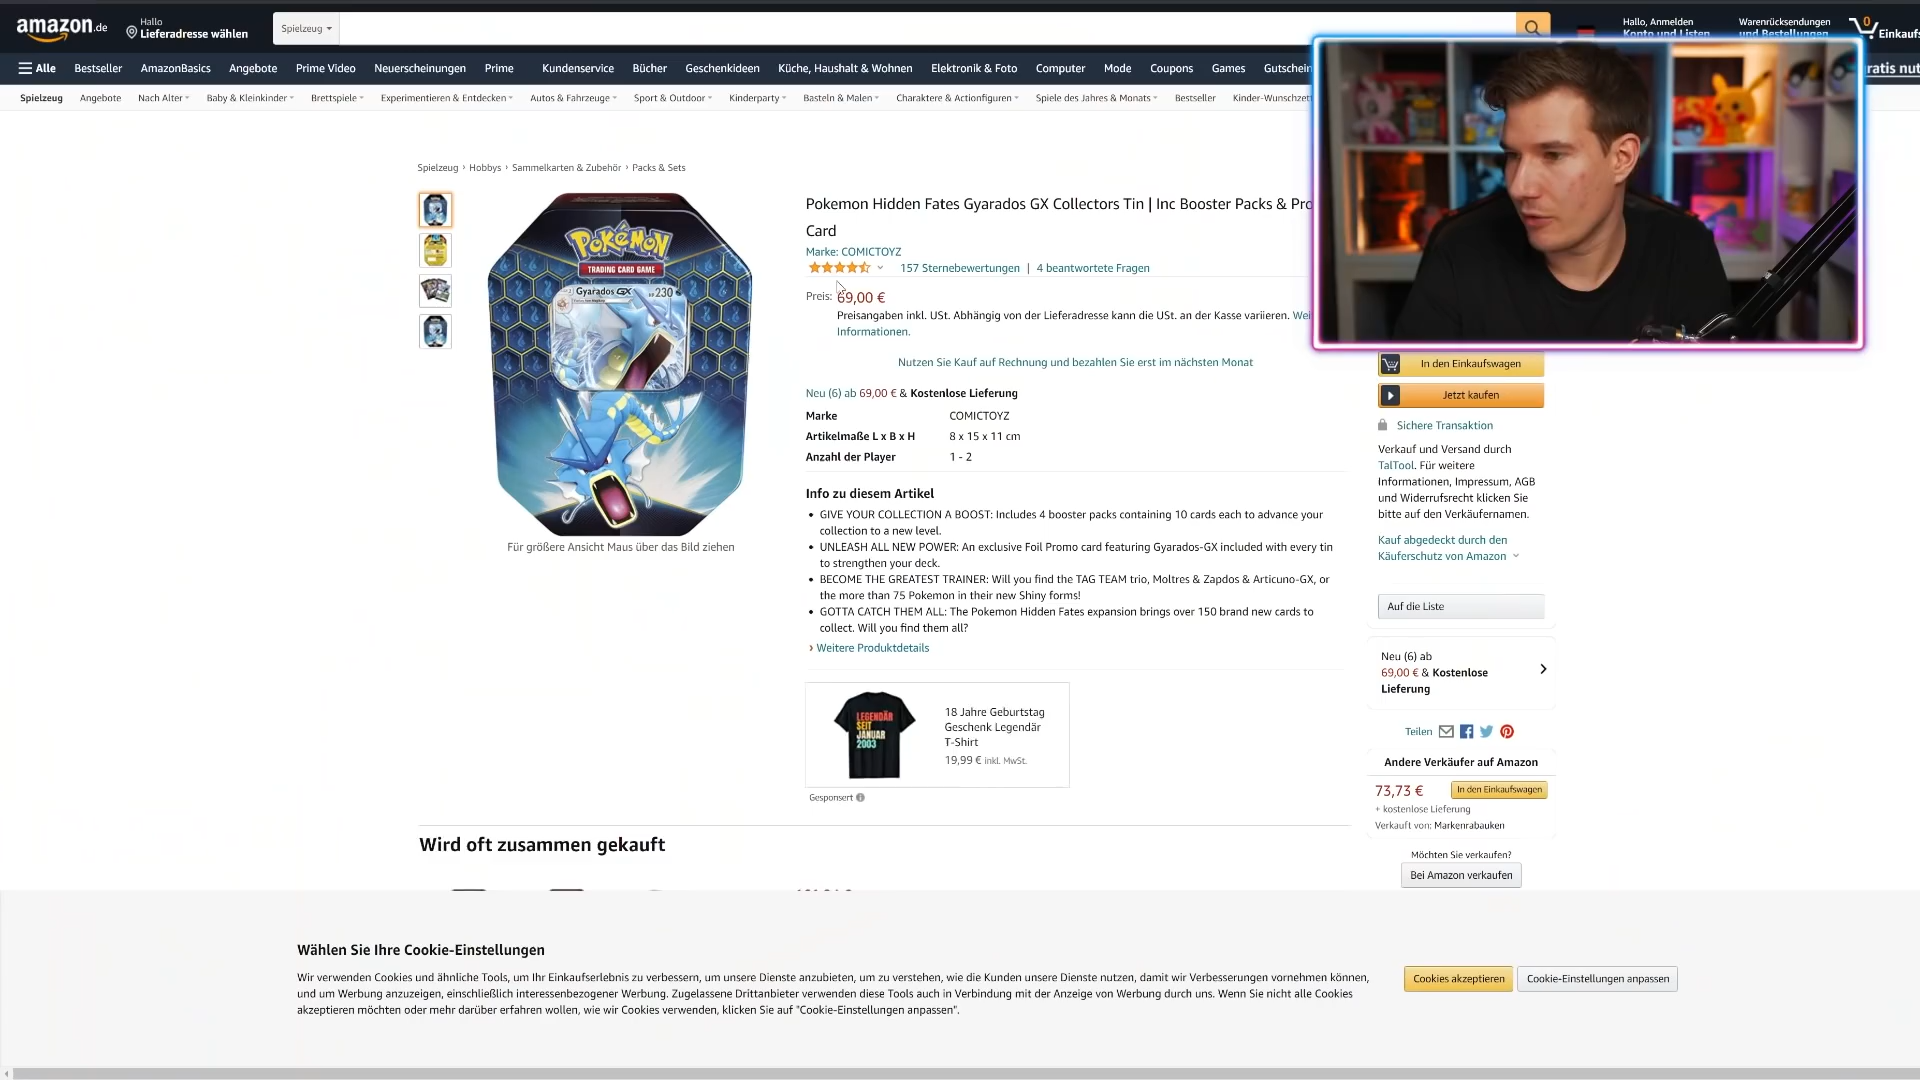 amazon.de
Hallo
Lieferadresse wählen
Spielzeug
Hallo, Anmelden
Konto und Listen
Warenrücksendungen
und Bestellungen
0
Alle
Bestseller
AmazonBasics
Angebote
Prime Video
Neuerscheinungen
Prime
Kundenservice
Bücher
Geschenkideen
Küche, Haushalt & Wohnen
Elektronik & Foto
Computer
Mode
Coupons
Games
Spielzeug
Angebote
Nach Alter
Baby & Kleinkinder
Brettspiele
Experimentieren & Entdecken
Autos & Fahrzeuge
Sport & Outdoor
Kinderparty
Basteln & Malen
Charaktere & Actionfiguren
Spiele des Jahres & Monats
Bestseller
Spielzeug › Hobbys › Sammelkarten & Zubehör › Packs & Sets
POKéMON
TRADING CARD GAME
Gyarados GX 230
Für größere Ansicht Maus über das Bild ziehen
Pokemon Hidden Fates Gyarados GX Collectors Tin | Inc Booster Packs & Pro
Card
Marke: COMICTOYZ
157 Sternebewertungen | 4 beantwortete Fragen
Preis: 69,00 €
Preisangaben inkl. USt. Abhängig von der Lieferadresse kann die USt. an der Kasse variieren. Wei
Informationen.
Nutzen Sie Kauf auf Rechnung und bezahlen Sie erst im nächsten Monat
Neu (6) ab 69,00 € & Kostenlose Lieferung
Marke COMICTOYZ
Artikelmaße L x B x H 8 x 15 x 11 cm
Anzahl der Player 1 - 2
Info zu diesem Artikel
• GIVE YOUR COLLECTION A BOOST: Includes 4 booster packs containing 10 cards each to advance your
collection to a new level.
• UNLEASH ALL NEW POWER: An exclusive Foil Promo card featuring Gyarados-GX included with every tin
to strengthen your deck.
• BECOME THE GREATEST TRAINER: Will you find the TAG TEAM trio, Moltres & Zapdos & Articuno-GX, or
the more than 75 Pokemon in their new Shiny forms!
• GOTTA CATCH THEM ALL: The Pokemon Hidden Fates expansion brings over 150 brand new cards to
collect. Will you find them all?
› Weitere Produktdetails
LEGENDÄR
SEIT
JANUAR
2003
18 Jahre Geburtstag
Geschenk Legendär
T-Shirt
19,99 € inkl. MwSt.
Gesponsert
Wird oft zusammen gekauft
In den Einkaufswagen
Jetzt kaufen
Sichere Transaktion
Verkauf und Versand durch
TalTool. Für weitere
Informationen, Impressum, AGB
und Widerrufsrecht klicken Sie
bitte auf den Verkäufernamen.
Kauf abgedeckt durch den
Käuferschutz von Amazon
Auf die Liste
Neu (6) ab
69,00 € & Kostenlose
Lieferung
Teilen
Andere Verkäufer auf Amazon
73,73 €
In den Einkaufswagen
+ kostenlose Lieferung
Verkauft von: Markenrabauken
Möchten Sie verkaufen?
Bei Amazon verkaufen
Wählen Sie Ihre Cookie-Einstellungen
Wir verwenden Cookies und ähnliche Tools, um Ihr Einkaufserlebnis zu verbessern, um unsere Dienste anzubieten, um zu verstehen, wie die Kunden unsere Dienste nutzen, damit wir Verbesserungen vornehmen können,
und um Werbung anzuzeigen, einschließlich interessenbezogener Werbung. Zugelassene Drittanbieter verwenden diese Tools auch in Verbindung mit der Anzeige von Werbung durch uns. Wenn Sie nicht alle Cookies
akzeptieren möchten oder mehr darüber erfahren wollen, wie wir Cookies verwenden, klicken Sie auf "Cookie-Einstellungen anpassen".
Cookies akzeptieren
Cookie-Einstellungen anpassen